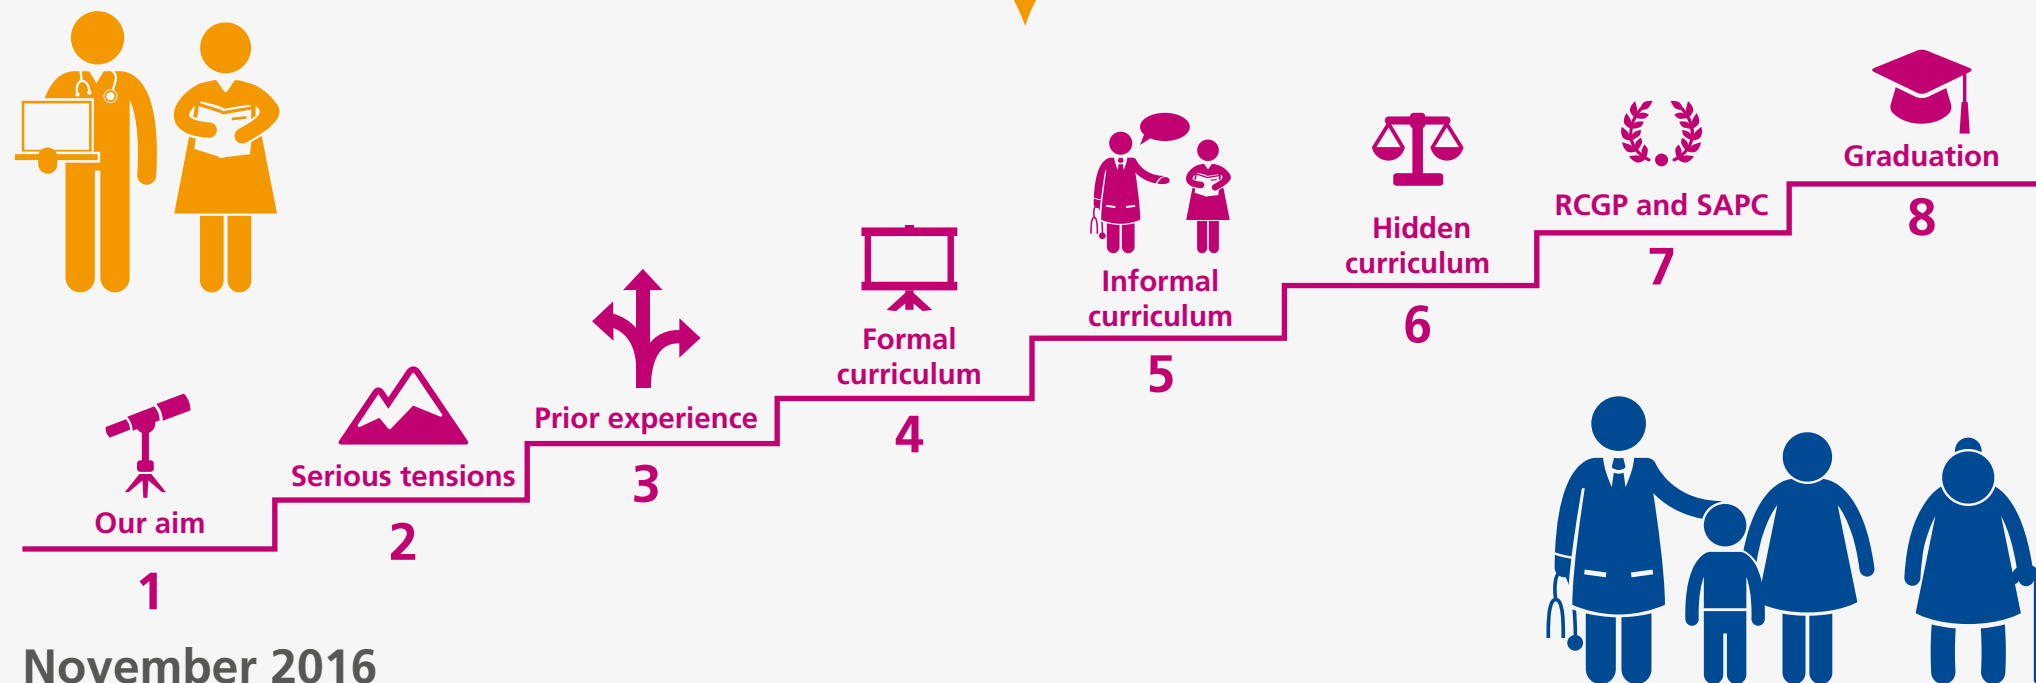 Our aim
1
Serious tensions
2
Prior experience
3
Formal
curriculum
4
Informal
curriculum
5
Hidden
curriculum
6
RCGP and SAPC
7
Graduation
8
November 2016